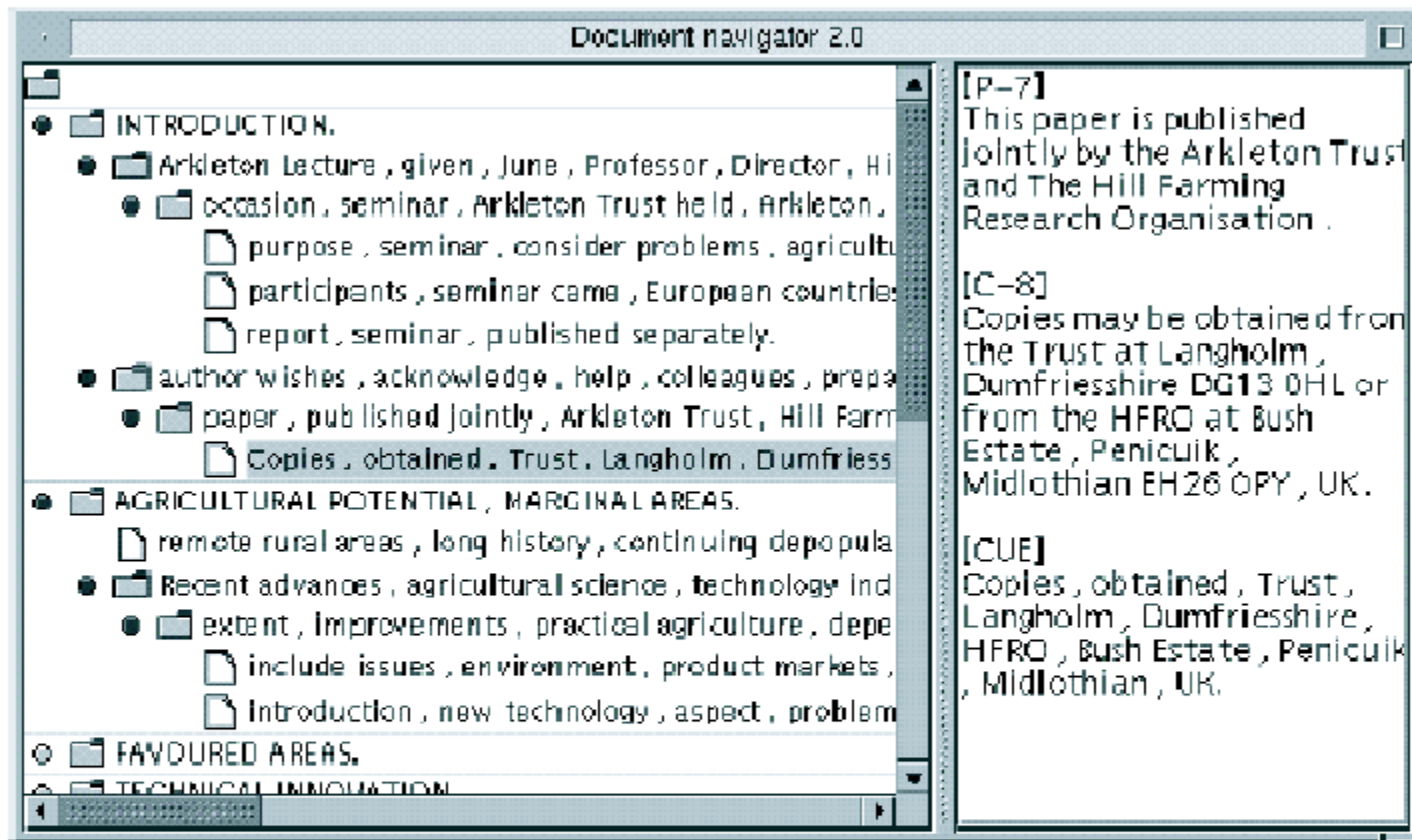 Document navigator 2.0
INTRODUCTION.
Arkleton Lecture , given , June , Professor , Director , Hi
occasion , seminar , Arkleton Trust held , Arkleton ,
purpose , seminar , consider problems , agricultu
participants , seminar came , European countries
report , seminar , published separately.
author wishes , acknowledge , help , colleagues , prepa
paper , published jointly , Arkleton Trust , Hill Farm
Copies , obtained , Trust , Langholm , Dumfriess
AGRICULTURAL POTENTIAL , MARGINAL AREAS.
remote rural areas , long history , continuing depopula
Recent advances , agricultural science , technology incl
extent , improvements , practical agriculture , depe
include issues , environment , product markets ,
introduction , new technology , aspect , problem
FAVOURED AREAS.
TECHNICAL INNOVATION
[P-7]
This paper is published
jointly by the Arkleton Trust
and The Hill Farming
Research Organisation .
[C-8]
Copies may be obtained from
the Trust at Langholm ,
Dumfriesshire DG13 0HL or
from the HFRO at Bush
Estate , Penicuik ,
Midlothian EH26 0PY , UK .
[CUE]
Copies , obtained , Trust ,
Langholm , Dumfriesshire ,
HFRO , Bush Estate , Penicuik
, Midlothian , UK.